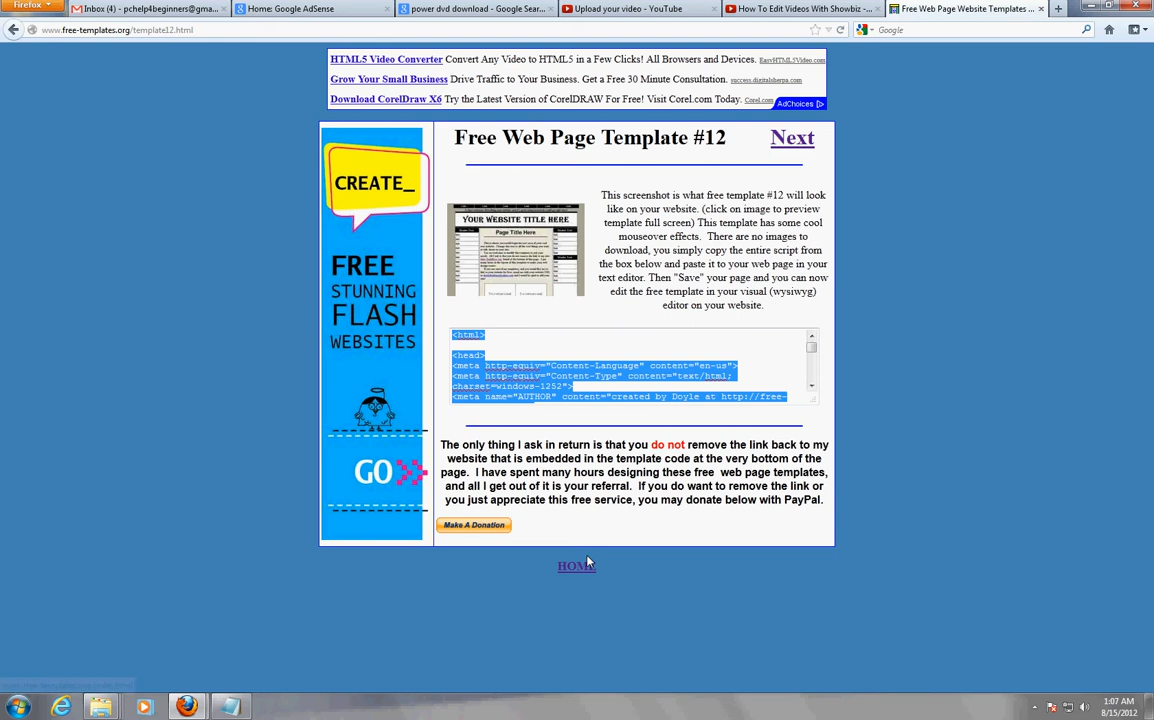 Firefox
Inbox (4) - pchelp4beginners@gma...
Home: Google AdSense
power dvd download - Google Sear...
Upload your video - YouTube
How To Edit Videos With Showbiz -...
Free Web Page Website Templates ...
www.free-templates.org/template12.html
Google
HTML5 Video Converter Convert Any Video to HTML5 in a Few Clicks! All Browsers and Devices. EasyHTML5Video.com
Grow Your Small Business Drive Traffic to Your Business. Get a Free 30 Minute Consultation. success.digitalsherpa.com
Download CorelDraw X6 Try the Latest Version of CorelDRAW For Free! Visit Corel.com Today. Corel.com
AdChoices
Free Web Page Template #12
Next
CREATE_
FREE
STUNNING
FLASH
WEBSITES
GO
YOUR WEBSITE TITLE HERE
Page Title Here
This screenshot is what free template #12 will look
like on your website. (click on image to preview
template full screen) This template has some cool
mouseover effects. There are no images to
download, you simply copy the entire script from
the box below and paste it to your web page in your
text editor. Then "Save" your page and you can now
edit the free template in your visual (wysiwyg)
editor on your website.
<html>
<head>
<meta http-equiv="Content-Language" content="en-us">
<meta http-equiv="Content-Type" content="text/html;
charset=windows-1252">
<meta name="AUTHOR" content="created by Doyle at http://free-
The only thing I ask in return is that you do not remove the link back to my
website that is embedded in the template code at the very bottom of the
page. I have spent many hours designing these free web page templates,
and all I get out of it is your referral. If you do want to remove the link or
you just appreciate this free service, you may donate below with PayPal.
Make A Donation
HOME
1:07 AM
8/15/2012